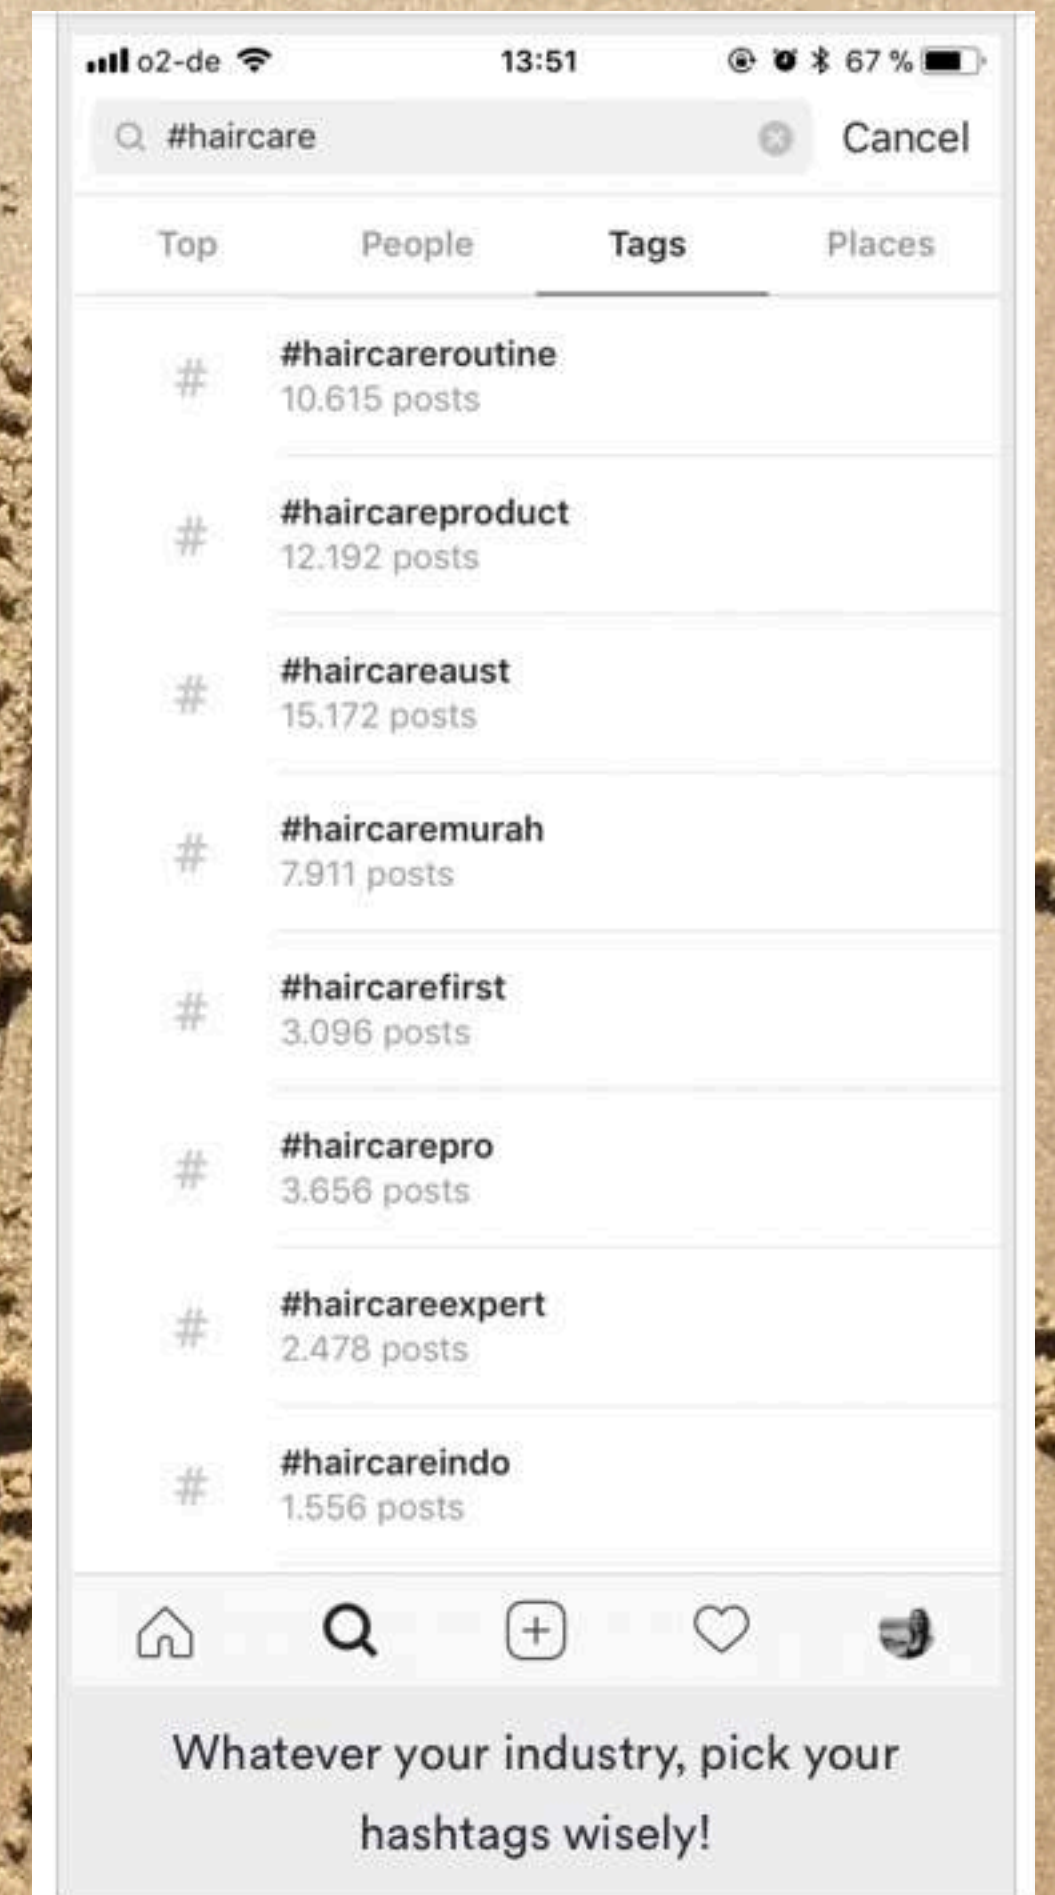 o2-de 13:51 67 %
#haircare Cancel
Top People Tags Places
# #haircareroutine
10.615 posts
# #haircareproduct
12.192 posts
# #haircareaust
15.172 posts
# #haircaremurah
7.911 posts
# #haircarefirst
3.096 posts
# #haircarepro
3.656 posts
# #haircareexpert
2.478 posts
# #haircareindo
1.556 posts
Whatever your industry, pick your
hashtags wisely!